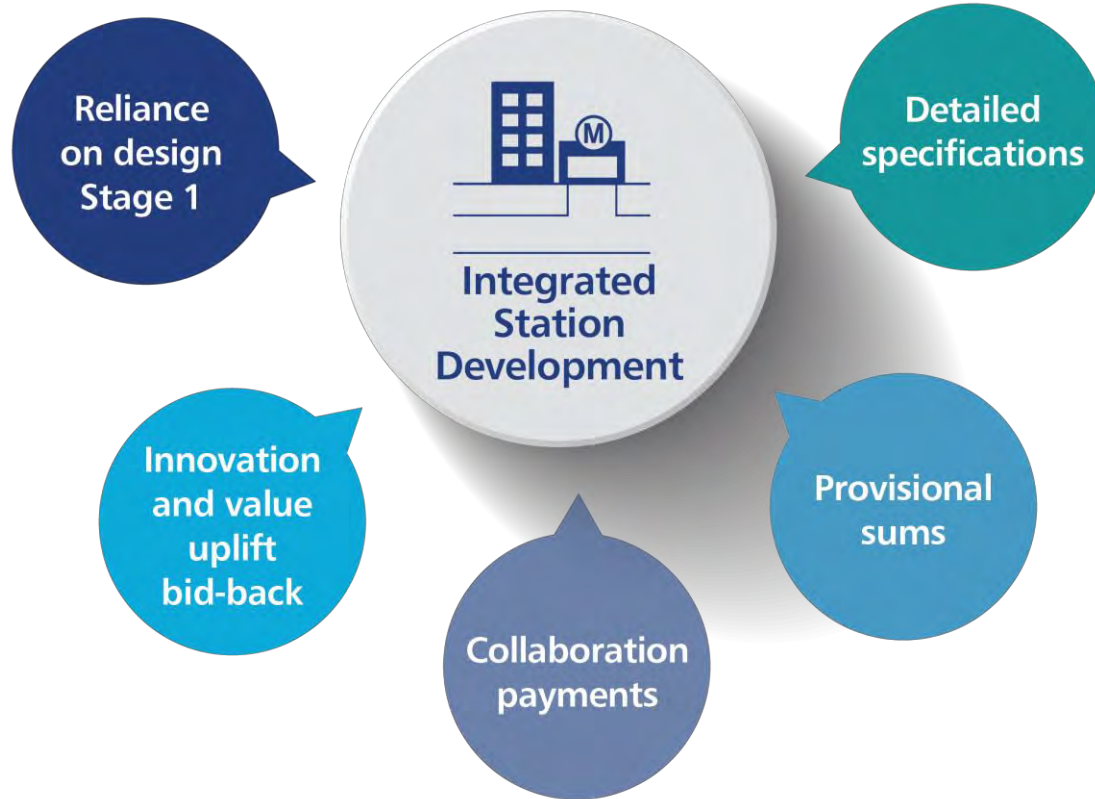 Reliance
on design
Stage 1
M
Integrated
Station
Development
Detailed
specifications
Innovation
and value
uplift
bid-back
Collaboration
payments
Provisional
sums